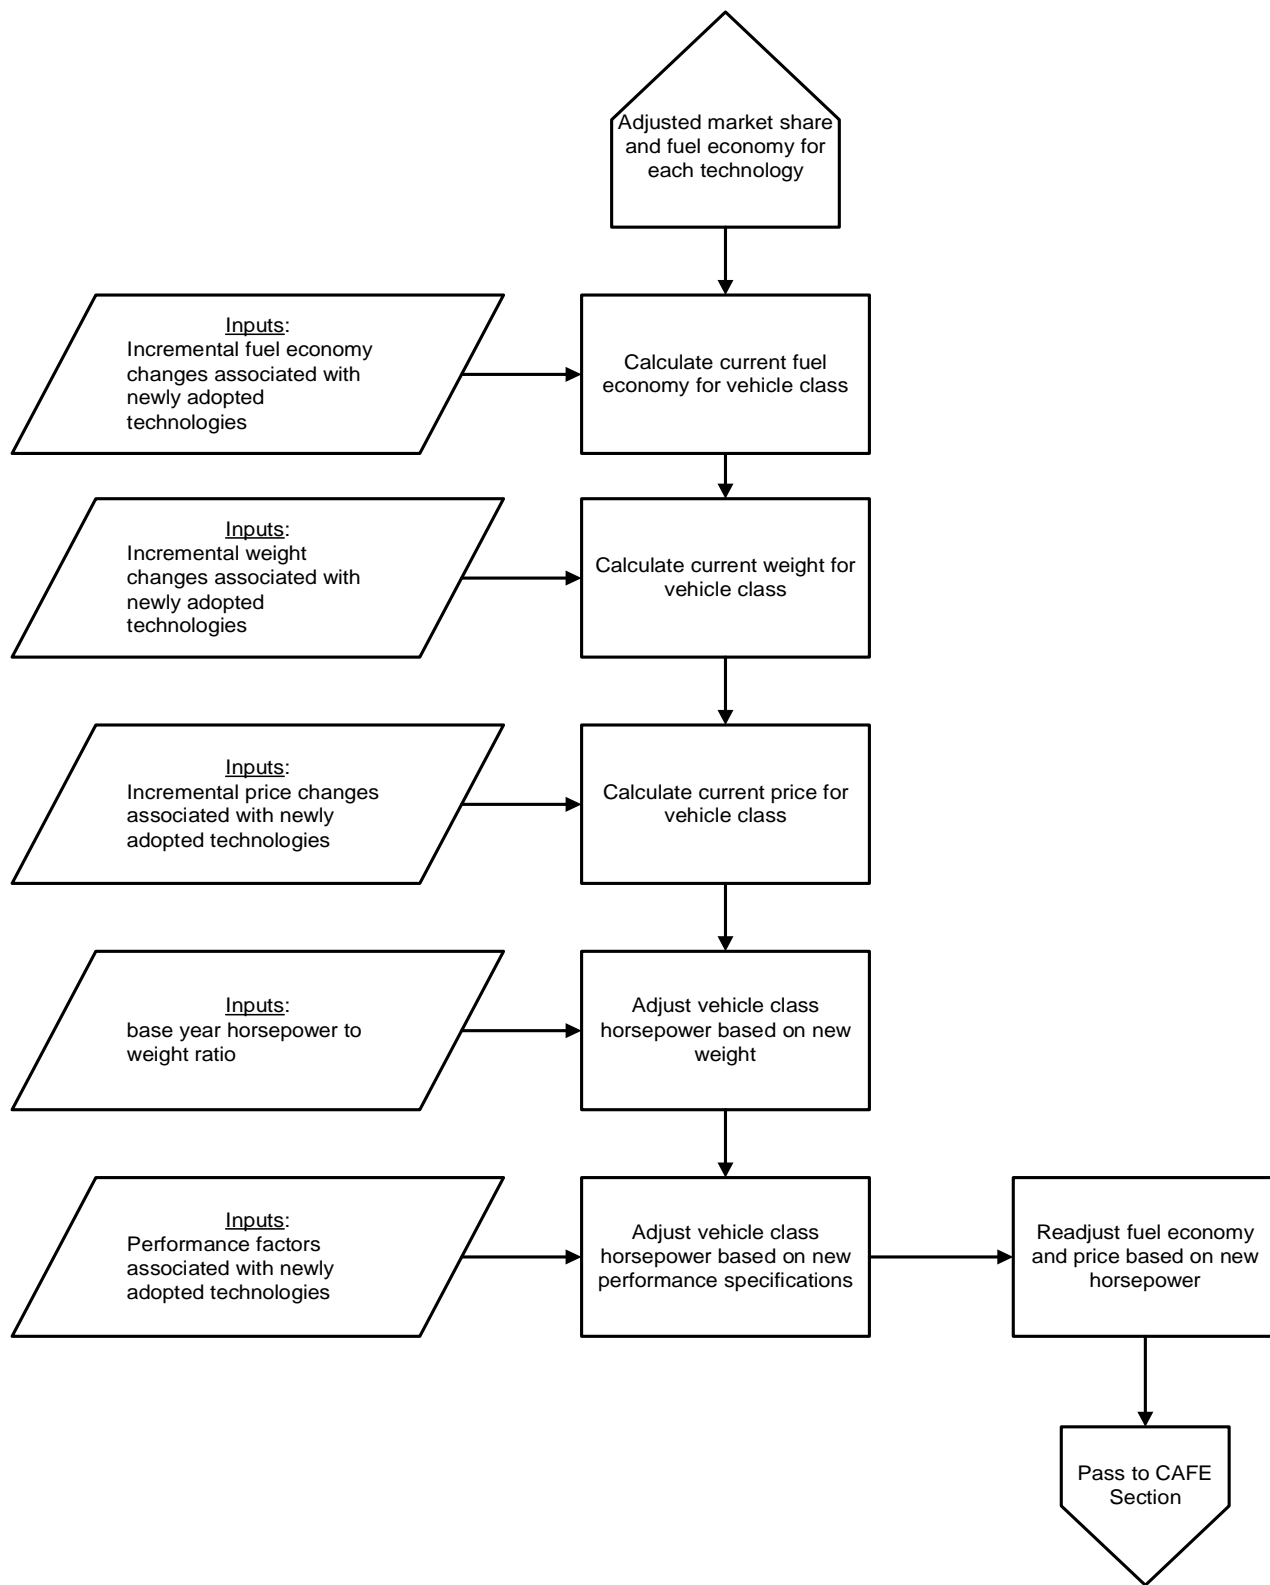 Adjusted market share
and fuel economy for
each technology
Inputs:
Incremental fuel economy
changes associated with
newly adopted
technologies
Calculate current fuel
economy for vehicle class
Inputs:
Incremental weight
changes associated with
newly adopted
technologies
Calculate current weight for
vehicle class
Inputs:
Incremental price changes
associated with newly
adopted technologies
Calculate current price for
vehicle class
Inputs:
base year horsepower to
weight ratio
Adjust vehicle class
horsepower based on new
weight
Inputs:
Performance factors
associated with newly
adopted technologies
Adjust vehicle class
horsepower based on new
performance specifications
Readjust fuel economy
and price based on new
horsepower
Pass to CAFE
Section